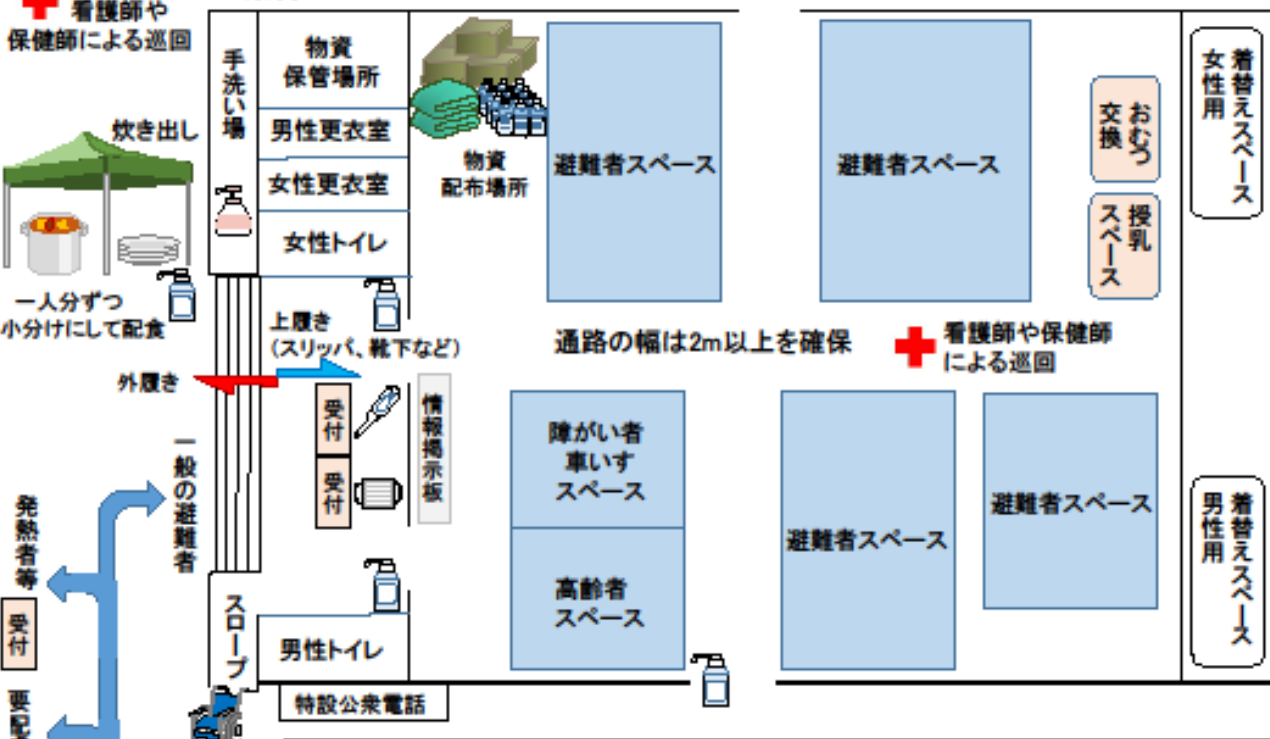 看護師や
保健師による巡回
手洗い場
物資
保管場所
男性更衣室
女性更衣室
女性トイレ
物資
配布場所
避難者スペース
避難者スペース
おむつ
交換
授乳
スペース
着替えスペース
女性用
炊き出し
一人分ずつ
小分けにして配食
上履き
(スリッパ、靴下など)
外履き
通路の幅は2m以上を確保
看護師や保健師
による巡回
受付
受付
情報掲示板
障がい者
車いす
スペース
高齢者
スペース
避難者スペース
避難者スペース
着替えスペース
男性用
一般の避難者
発熱者等
受付
要配
スロープ
男性トイレ
特設公衆電話